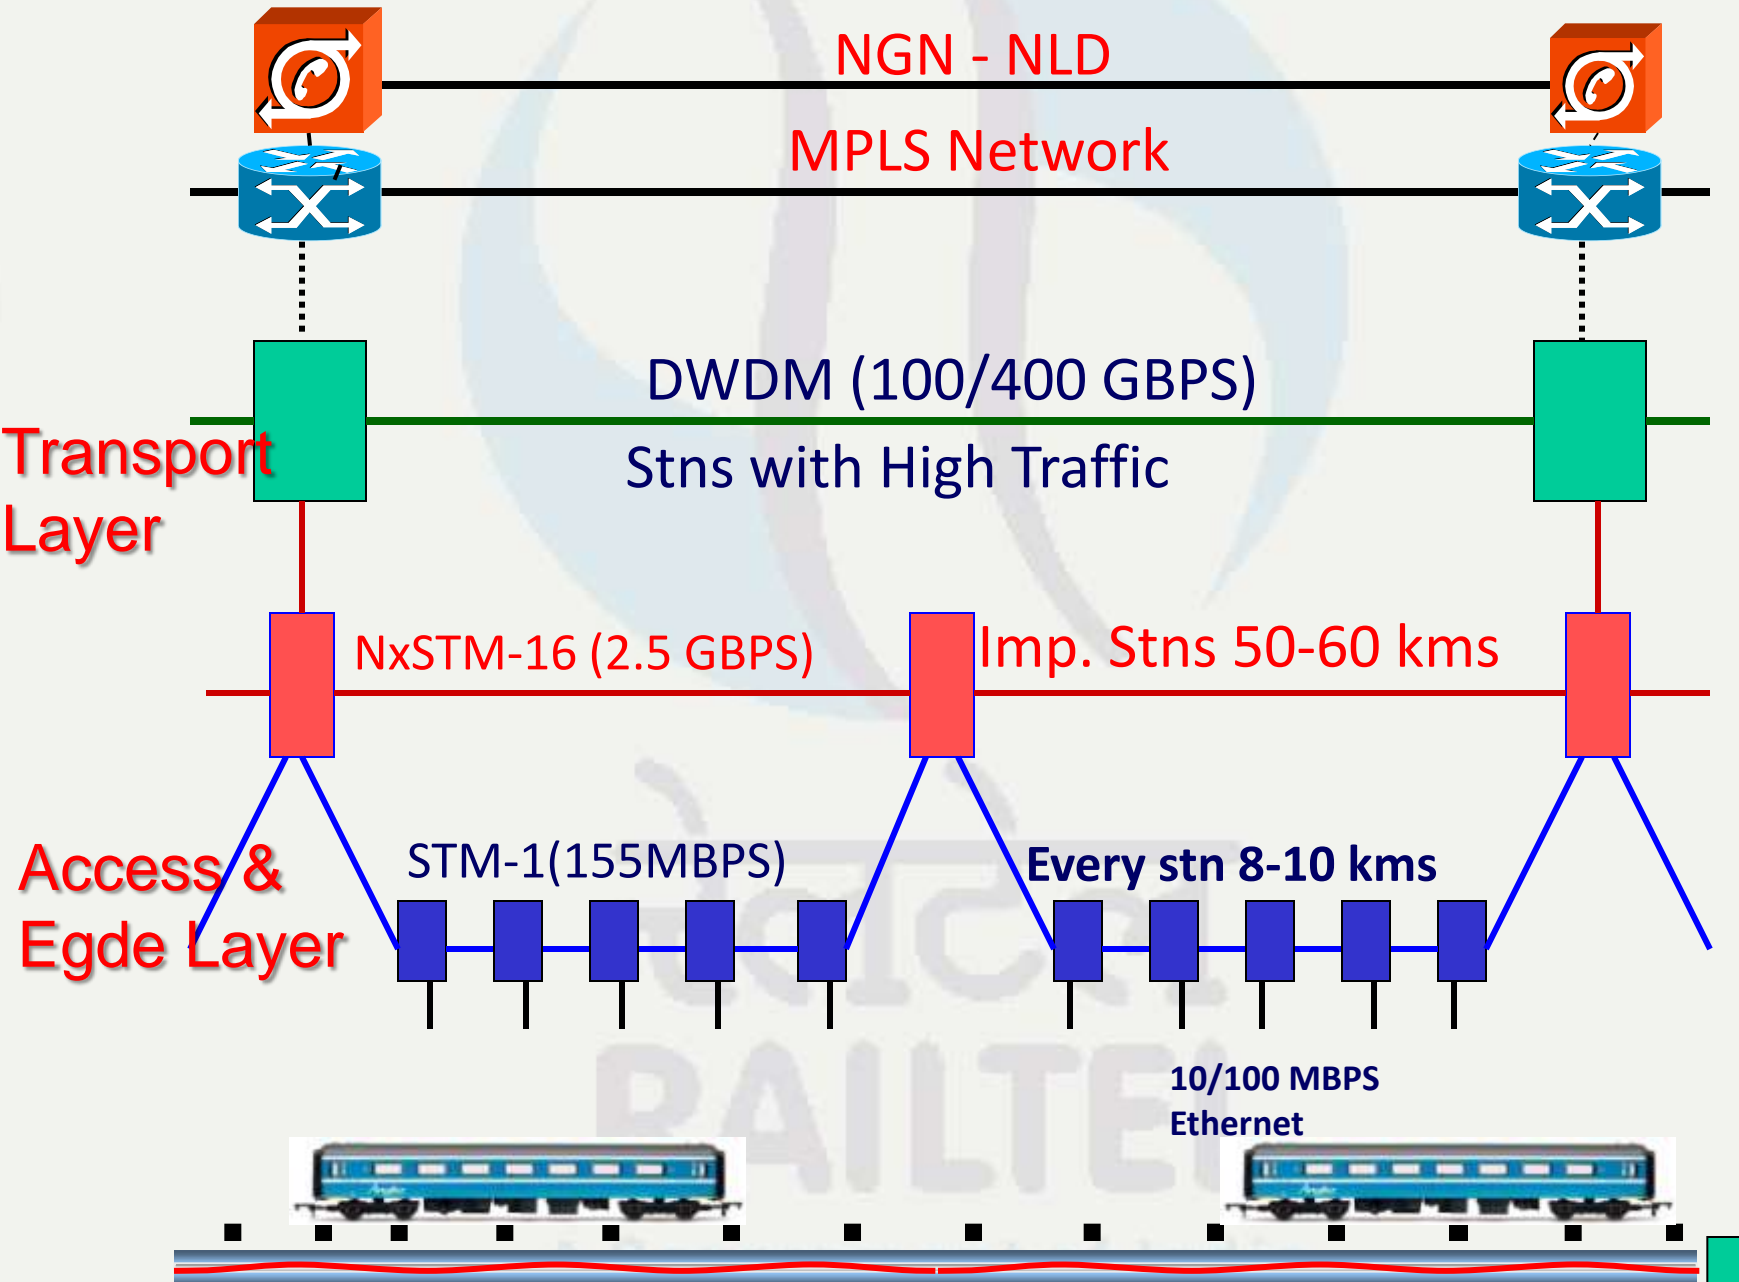 NGN - NLD
MPLS Network
DWDM (100/400 GBPS)
Transport
Layer
Stns with High Traffic
NxSTM-16 (2.5 GBPS)
Imp. Stns 50-60 kms
Access &
Egde Layer
STM-1(155MBPS)
Every stn 8-10 kms
10/100 MBPS
Ethernet
रेलटेल
RAILTEL